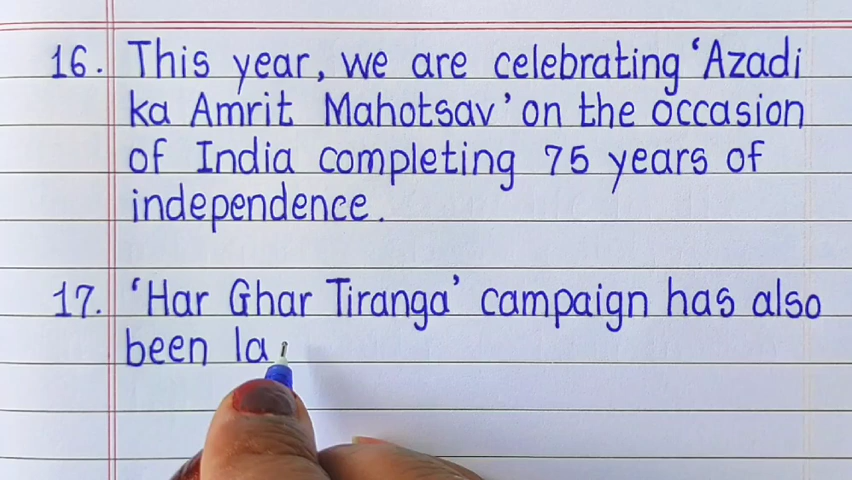 16. This year, we are celebrating ‘Azadi
ka Amrit Mahotsav’ on the occasion
of India completing 75 years of
independence.
17. ‘Har Ghar Tiranga’ campaign has also
been la